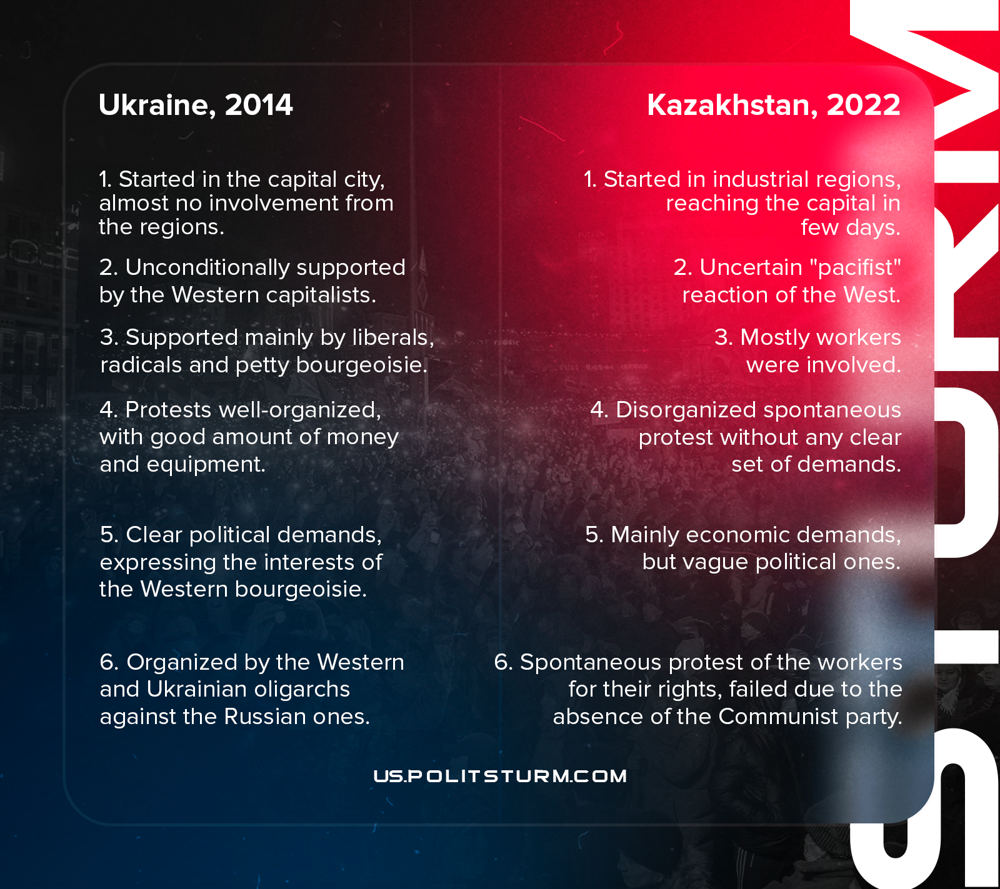 Ukraine, 2014
1. Started in the capital city,
almost no involvement from
the regions.
2. Unconditionally supported
by the Western capitalists.
3. Supported mainly by liberals,
radicals and petty bourgeoisie.
4. Protests well-organized,
with good amount of money
and equipment.
5. Clear political demands,
expressing the interests of
the Western bourgeoisie.
6. Organized by the Western
and Ukrainian oligarchs
against the Russian ones.
Kazakhstan, 2022
1. Started in industrial regions,
reaching the capital in
few days.
2. Uncertain "pacifist"
reaction of the West.
3. Mostly workers
were involved.
4. Disorganized spontaneous
protest without any clear
set of demands.
5. Mainly economic demands,
but vague political ones.
6. Spontaneous protest of the workers
for their rights, failed due to the
absence of the Communist party.
US.POLITSTURM.COM
STURM